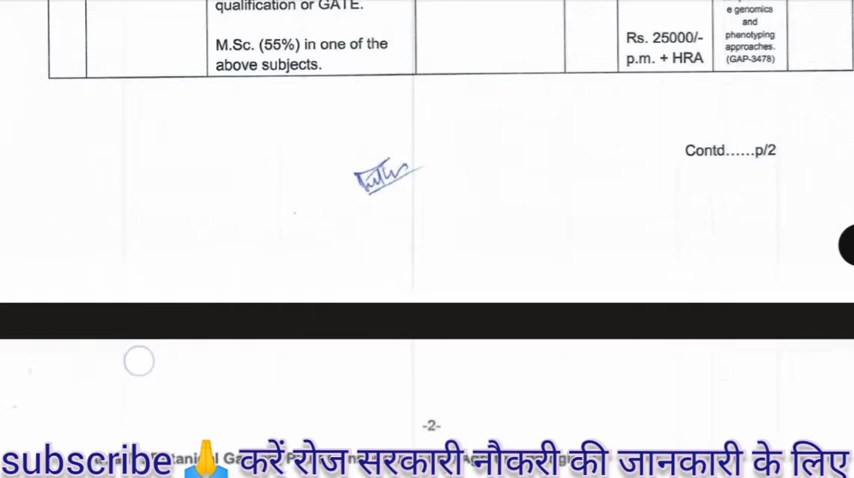 qualification or GATE.
M.Sc. (55%) in one of the
above subjects.
Rs. 25000/-
p.m. + HRA
e genomics
and
phenotyping
approaches.
(GAP-3478)
Contd......p/2
-2-
subscribe 🙏 करें रोज सरकारी नौकरी की जानकारी के लिए